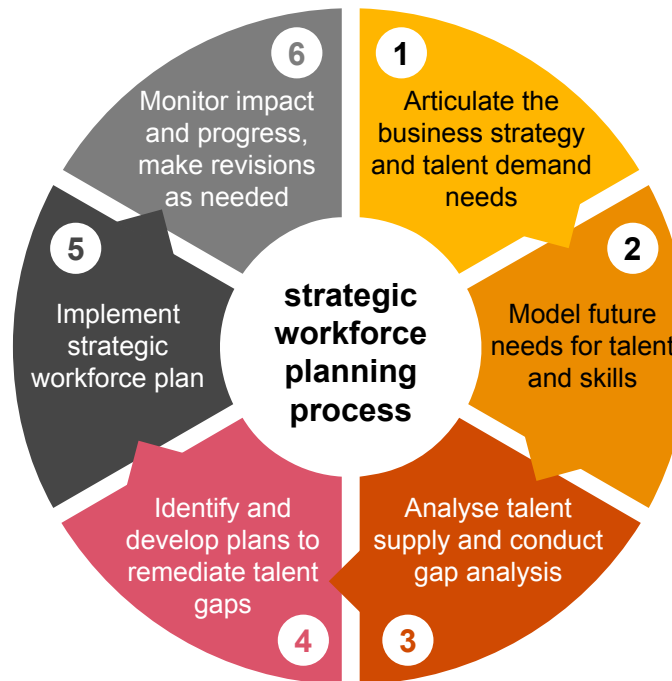 1
Articulate the
business strategy
and talent demand
needs
2
Model future
needs for talent
and skills
3
Analyse talent
supply and conduct
gap analysis
4
Identify and
develop plans to
remediate talent
gaps
5
Implement
strategic
workforce plan
6
Monitor impact
and progress,
make revisions
as needed
strategic
workforce
planning
process